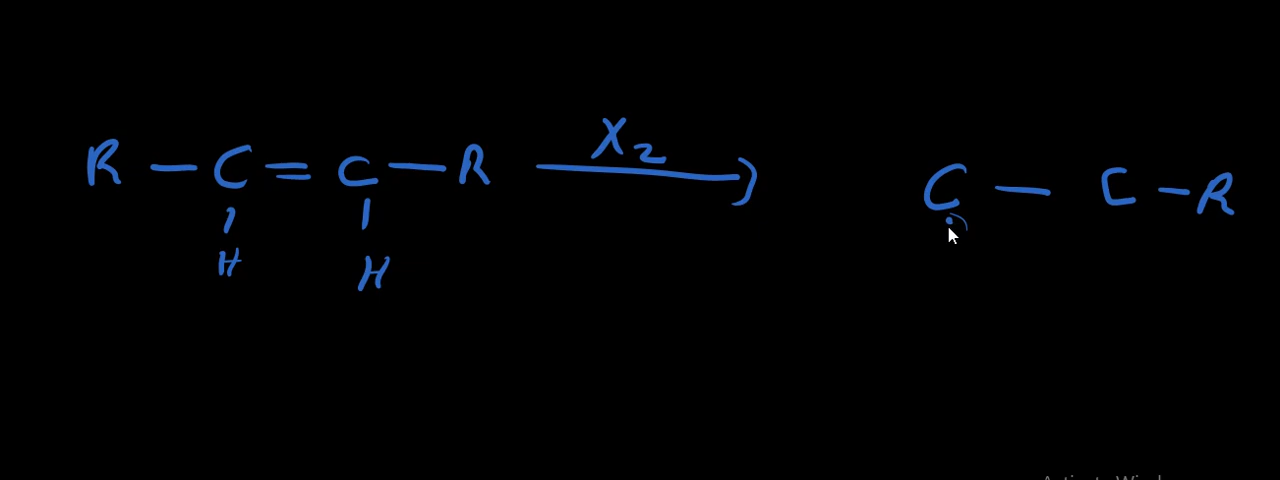 X2
R — C = C — R ⟶ C — C — R
H H